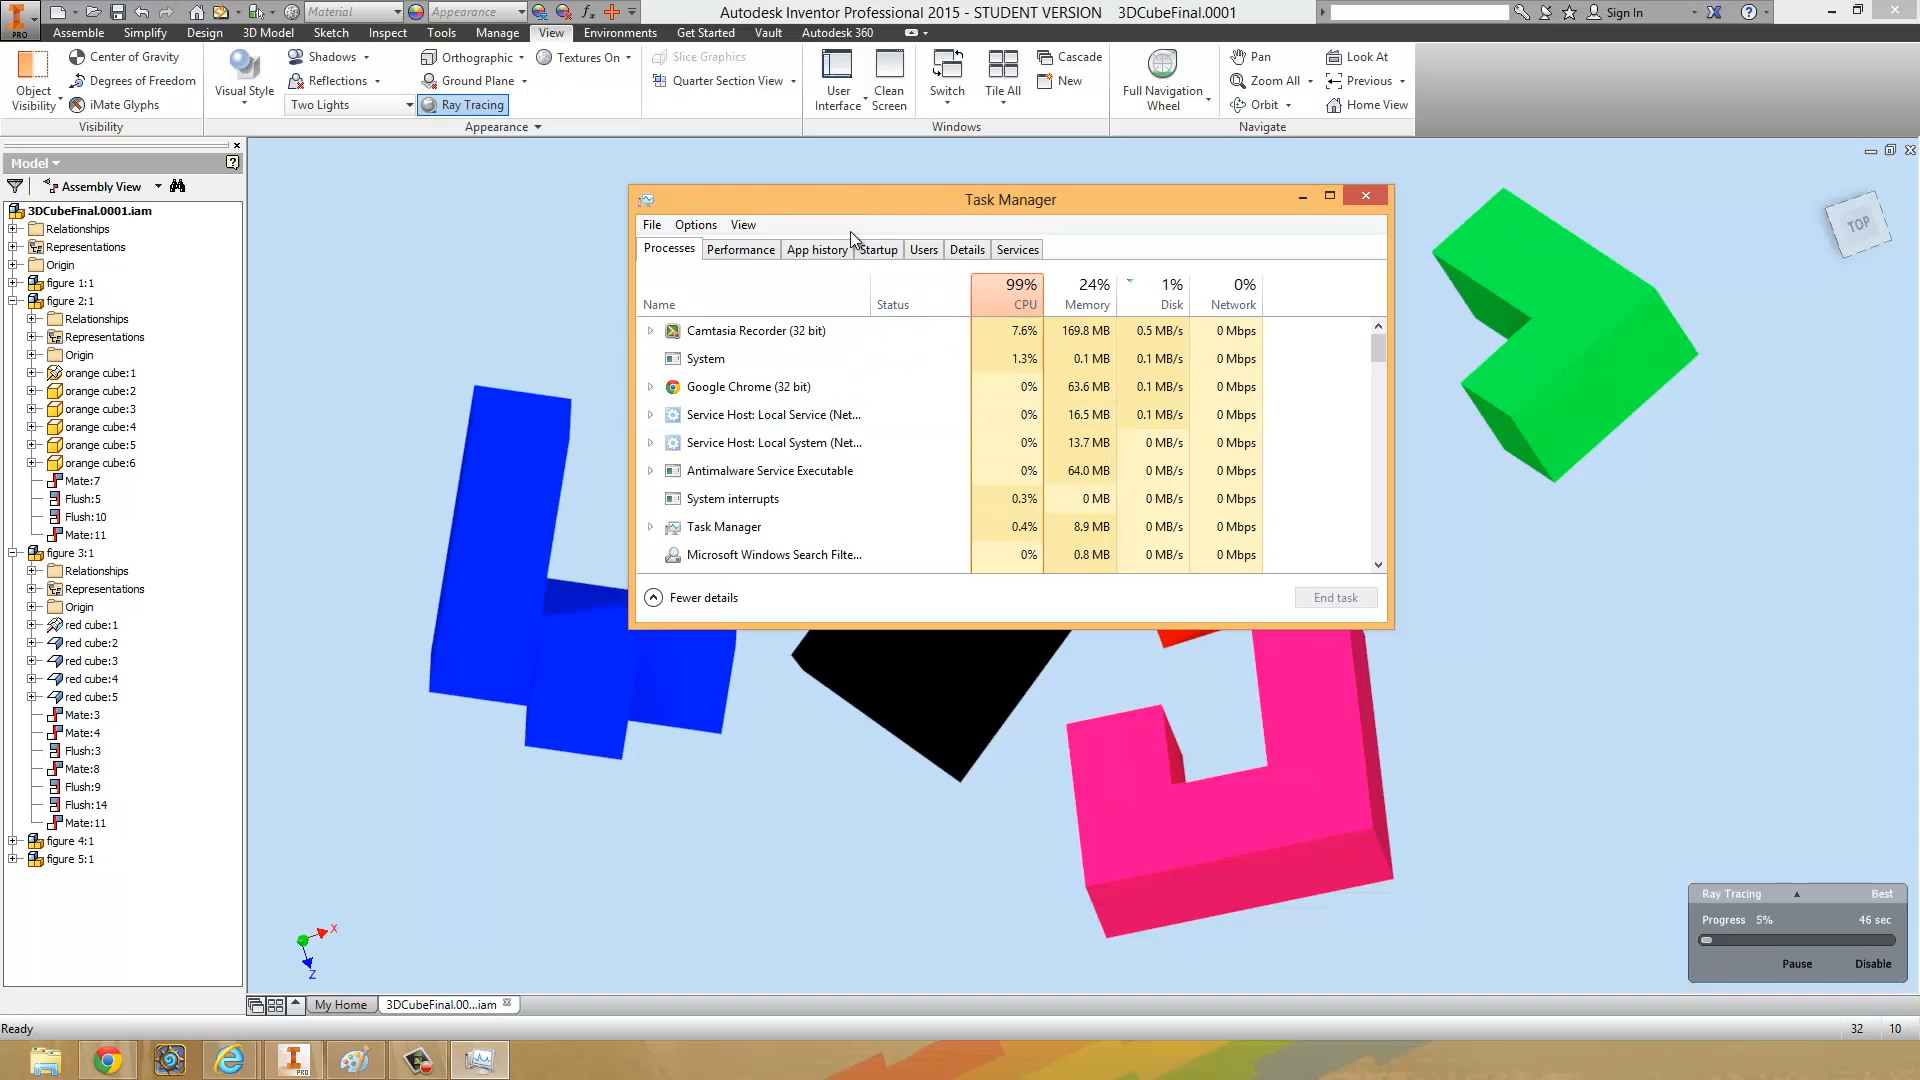 Material
Appearance
Autodesk Inventor Professional 2015 - STUDENT VERSION 3DCubeFinal.0001
Sign In
PRO
Assemble Simplify Design 3D Model Sketch Inspect Tools Manage View Environments Get Started Vault Autodesk 360
Object Visibility
Center of Gravity
Degrees of Freedom
iMate Glyphs
Visibility
Visual Style
Shadows
Reflections
Two Lights
Orthographic
Ground Plane
Ray Tracing
Textures On
Appearance
Slice Graphics
Quarter Section View
User Interface
Clean Screen
Switch
Tile All
Cascade
New
Windows
Full Navigation Wheel
Pan
Zoom All
Orbit
Look At
Previous
Home View
Navigate
Model
Assembly View
3DCubeFinal.0001.iam
Relationships
Representations
Origin
figure 1:1
figure 2:1
Relationships
Representations
Origin
orange cube:1
orange cube:2
orange cube:3
orange cube:4
orange cube:5
orange cube:6
Mate:7
Flush:5
Flush:10
Mate:11
figure 3:1
Relationships
Representations
Origin
red cube:1
red cube:2
red cube:3
red cube:4
red cube:5
Mate:3
Mate:4
Flush:3
Mate:8
Flush:9
Flush:14
Mate:11
figure 4:1
figure 5:1
Task Manager
File Options View
Processes Performance App history Startup Users Details Services
99% 24% 1% 0%
Name Status CPU Memory Disk Network
Camtasia Recorder (32 bit) 7.6% 169.8 MB 0.5 MB/s 0 Mbps
System 1.3% 0.1 MB 0.1 MB/s 0 Mbps
Google Chrome (32 bit) 0% 63.6 MB 0.1 MB/s 0 Mbps
Service Host: Local Service (Net... 0% 16.5 MB 0.1 MB/s 0 Mbps
Service Host: Local System (Net... 0% 13.7 MB 0 MB/s 0 Mbps
Antimalware Service Executable 0% 64.0 MB 0 MB/s 0 Mbps
System interrupts 0.3% 0 MB 0 MB/s 0 Mbps
Task Manager 0.4% 8.9 MB 0 MB/s 0 Mbps
Microsoft Windows Search Filte... 0% 0.8 MB 0 MB/s 0 Mbps
Fewer details
End task
TOP
X
Z
Ray Tracing Best
Progress 5% 46 sec
Pause Disable
My Home
3DCubeFinal.00...iam
Ready
32 10
PRO